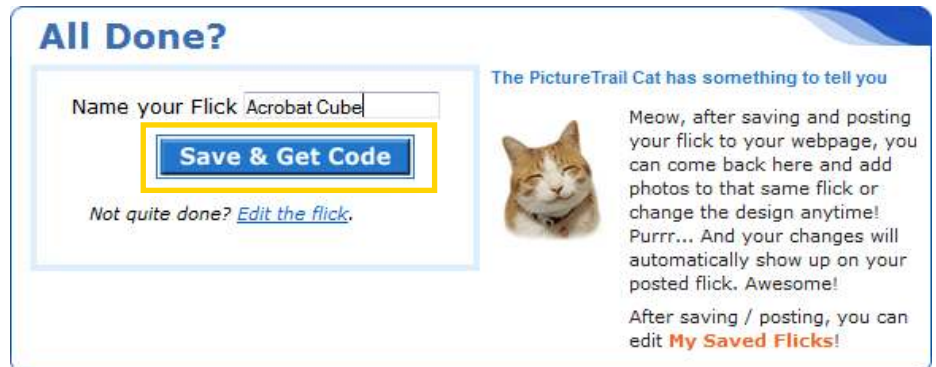 All Done?
Name your Flick Acrobat Cube
Save & Get Code
Not quite done? Edit the flick.
The PictureTrail Cat has something to tell you
Meow, after saving and posting
your flick to your webpage, you
can come back here and add
photos to that same flick or
change the design anytime!
Purrr... And your changes will
automatically show up on your
posted flick. Awesome!
After saving / posting, you can
edit My Saved Flicks!